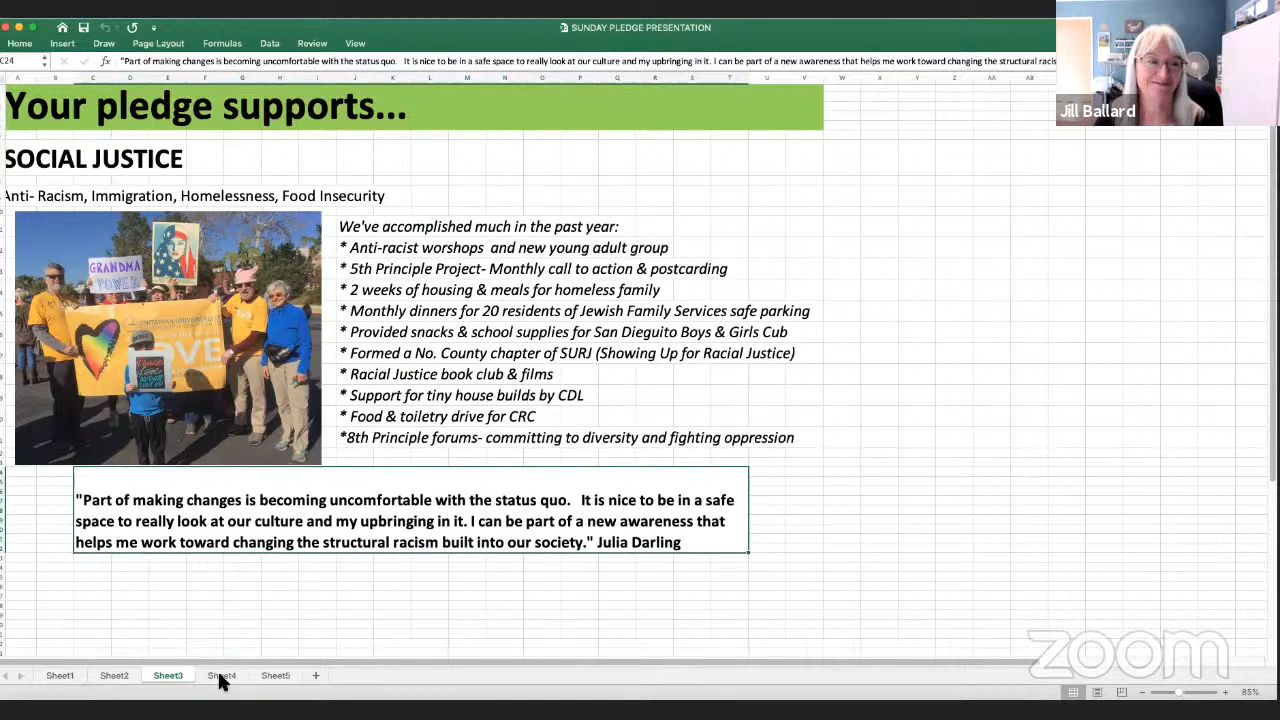 SUNDAY PLEDGE PRESENTATION
Home Insert Draw Page Layout Formulas Data Review View
C24 fx "Part of making changes is becoming uncomfortable with the status quo. It is nice to be in a safe space to really look at our culture and my upbringing in it. I can be part of a new awareness that helps me work toward changing the structural racis
A B C D E F G H I J K L M N O P Q R S T U V W X Y Z AA AB
Jill Ballard
Your pledge supports...
SOCIAL JUSTICE
Anti- Racism, Immigration, Homelessness, Food Insecurity
GRANDMA
POWER
UNITARIAN UNIVERSALIST
OVE
We've accomplished much in the past year:
* Anti-racist worshops and new young adult group
* 5th Principle Project- Monthly call to action & postcarding
* 2 weeks of housing & meals for homeless family
* Monthly dinners for 20 residents of Jewish Family Services safe parking
* Provided snacks & school supplies for San Dieguito Boys & Girls Cub
* Formed a No. County chapter of SURJ (Showing Up for Racial Justice)
* Racial Justice book club & films
* Support for tiny house builds by CDL
* Food & toiletry drive for CRC
*8th Principle forums- committing to diversity and fighting oppression
"Part of making changes is becoming uncomfortable with the status quo. It is nice to be in a safe
space to really look at our culture and my upbringing in it. I can be part of a new awareness that
helps me work toward changing the structural racism built into our society." Julia Darling
zoom
Sheet1 Sheet2 Sheet3 Sheet4 Sheet5 +
85%